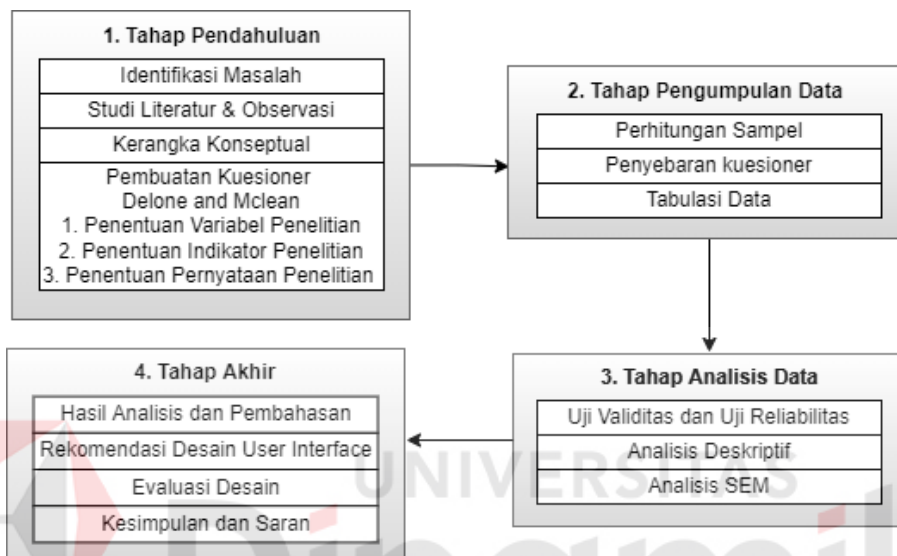 1. Tahap Pendahuluan
Identifikasi Masalah
Studi Literatur & Observasi
Kerangka Konseptual
Pembuatan Kuesioner
Delone and Mclean
1. Penentuan Variabel Penelitian
2. Penentuan Indikator Penelitian
3. Penentuan Pernyataan Penelitian
2. Tahap Pengumpulan Data
Perhitungan Sampel
Penyebaran kuesioner
Tabulasi Data
3. Tahap Analisis Data
Uji Validitas dan Uji Reliabilitas
Analisis Deskriptif
Analisis SEM
4. Tahap Akhir
Hasil Analisis dan Pembahasan
Rekomendasi Desain User Interface
Evaluasi Desain
Kesimpulan dan Saran
UNIVERSITAS